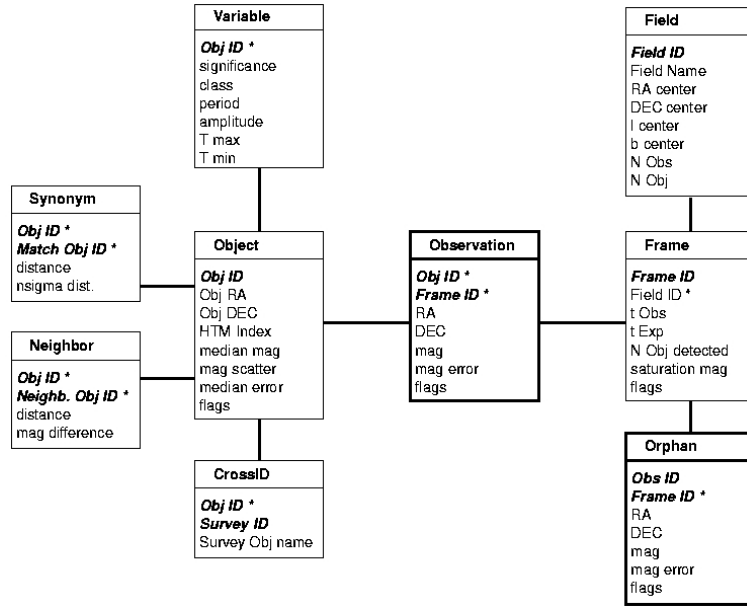 Variable
Obj ID *
significance
class
period
amplitude
T max
T min
Field
Field ID
Field Name
RA center
DEC center
l center
b center
N Obs
N Obj
Synonym
Obj ID *
Match Obj ID *
distance
nsigma dist.
Object
Obj ID
Obj RA
Obj DEC
HTM Index
median mag
mag scatter
median error
flags
Observation
Obj ID *
Frame ID *
RA
DEC
mag
mag error
flags
Frame
Frame ID
Field ID *
t Obs
t Exp
N Obj detected
saturation mag
flags
Neighbor
Obj ID *
Neighb. Obj ID *
distance
mag difference
CrossID
Obj ID *
Survey ID
Survey Obj name
Orphan
Obs ID
Frame ID *
RA
DEC
mag
mag error
flags